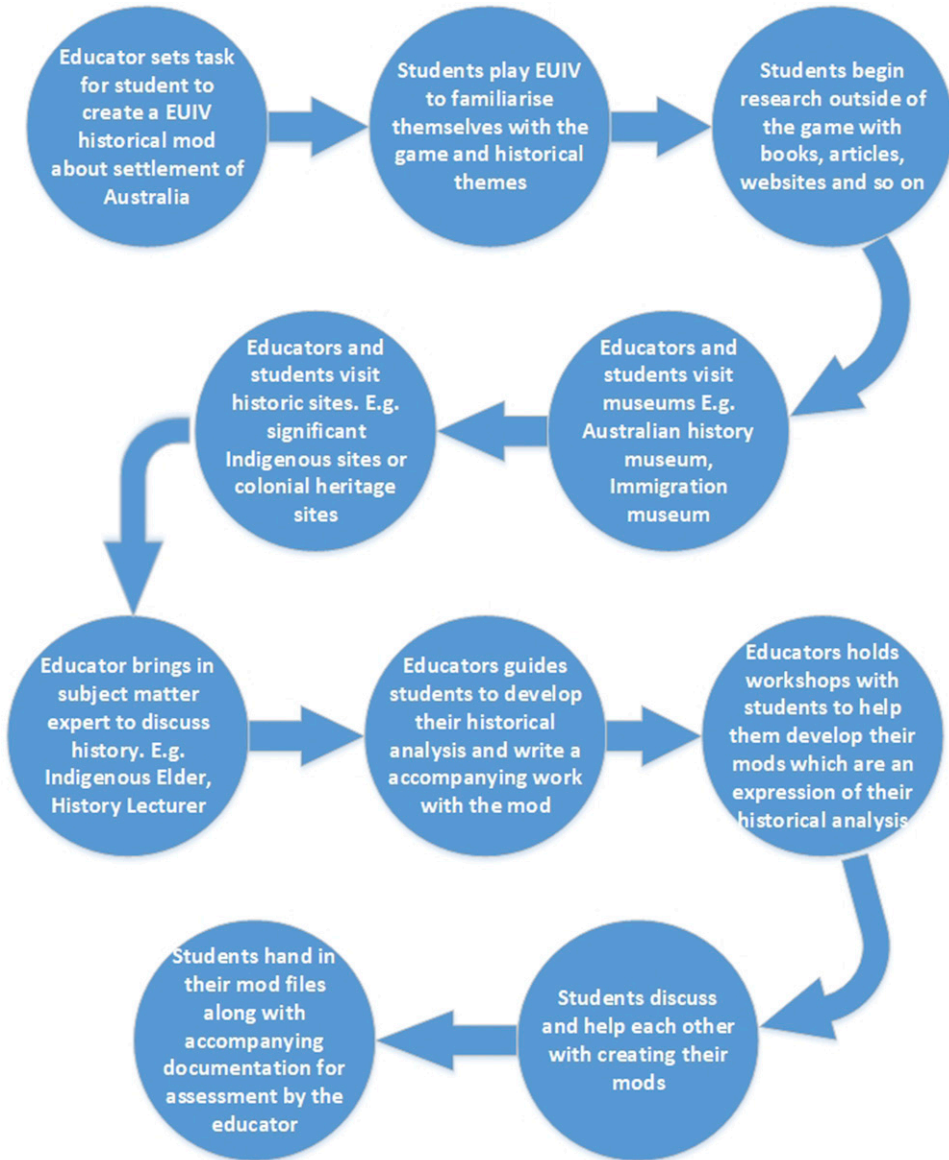 Educator sets task
for student to
create a EUIV
historical mod
about settlement of
Australia
Students play EUIV
to familiarise
themselves with the
game and historical
themes
Students begin
research outside
of the game with
books, articles,
websites and so on
Educators and
students visit
museums E.g.
Australian history
museum,
Immigration
museum
Educators and
students visit
historic sites. E.g.
significant
Indigenous sites or
colonial heritage
sites
Educator brings in
subject matter
expert to discuss
history. E.g.
Indigenous Elder,
History Lecturer
Educators guides
students to develop
their historical
analysis and write a
accompanying work
with the mod
Educators holds
workshops with
students to help
them develop their
mods which are an
expression of their
historical analysis.
Students discuss
and help each other
with creating their
mods
Students hand in
their mod files
along with
accompanying
documentation for
assessment by the
educator